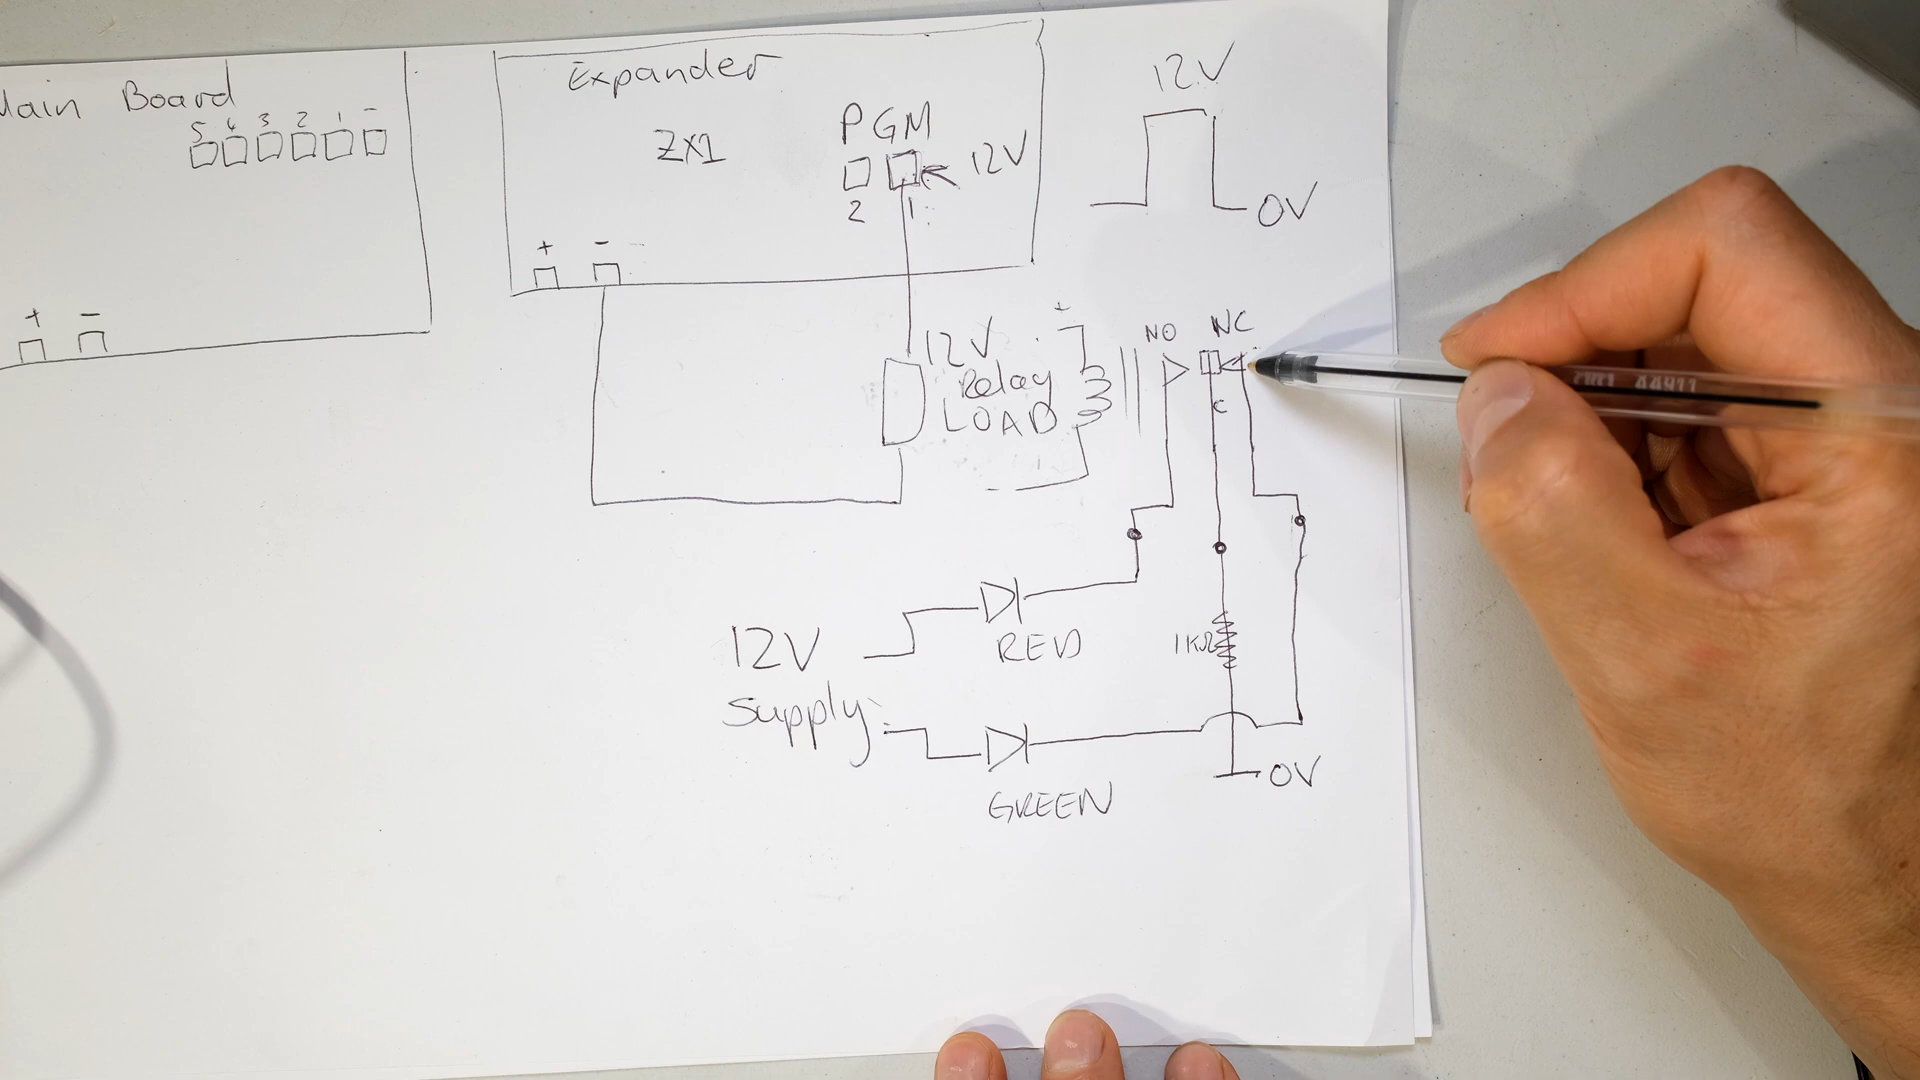 Main Board
5 4 3 2 1 -
+ -
Expander
ZX1
PGM
12V
2 1
+ -
12V
0V
12V
Relay
LOAD
+
NO NC
C
12V
supply
RED
1KΩ
GREEN
0V